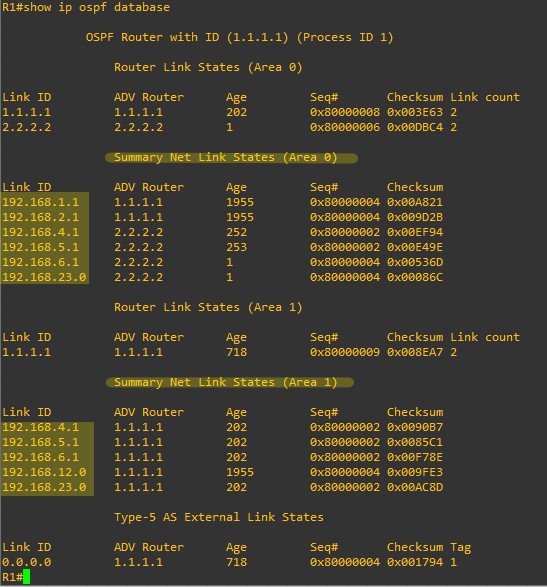 R1#show ip ospf database
OSPF Router with ID (1.1.1.1) (Process ID 1)
Router Link States (Area 0)
Link ID ADV Router Age Seq# Checksum Link count
1.1.1.1 1.1.1.1 202 0x80000008 0x003E63 2
2.2.2.2 2.2.2.2 1 0x80000006 0x00DBC4 2
Summary Net Link States (Area 0)
Link ID ADV Router Age Seq# Checksum
192.168.1.1 1.1.1.1 1955 0x80000004 0x00A821
192.168.2.1 1.1.1.1 1955 0x80000004 0x009D2B
192.168.4.1 2.2.2.2 252 0x80000002 0x00EF94
192.168.5.1 2.2.2.2 253 0x80000002 0x00E49E
192.168.6.1 2.2.2.2 1 0x80000004 0x00536D
192.168.23.0 2.2.2.2 1 0x80000004 0x00086C
Router Link States (Area 1)
Link ID ADV Router Age Seq# Checksum Link count
1.1.1.1 1.1.1.1 718 0x80000009 0x008EA7 2
Summary Net Link States (Area 1)
Link ID ADV Router Age Seq# Checksum
192.168.4.1 1.1.1.1 202 0x80000002 0x0090B7
192.168.5.1 1.1.1.1 202 0x80000002 0x0085C1
192.168.6.1 1.1.1.1 202 0x80000002 0x00F78E
192.168.12.0 1.1.1.1 1955 0x80000004 0x009FE3
192.168.23.0 1.1.1.1 202 0x80000002 0x00AC8D
Type-5 AS External Link States
Link ID ADV Router Age Seq# Checksum Tag
0.0.0.0 1.1.1.1 718 0x80000004 0x001794 1
R1#